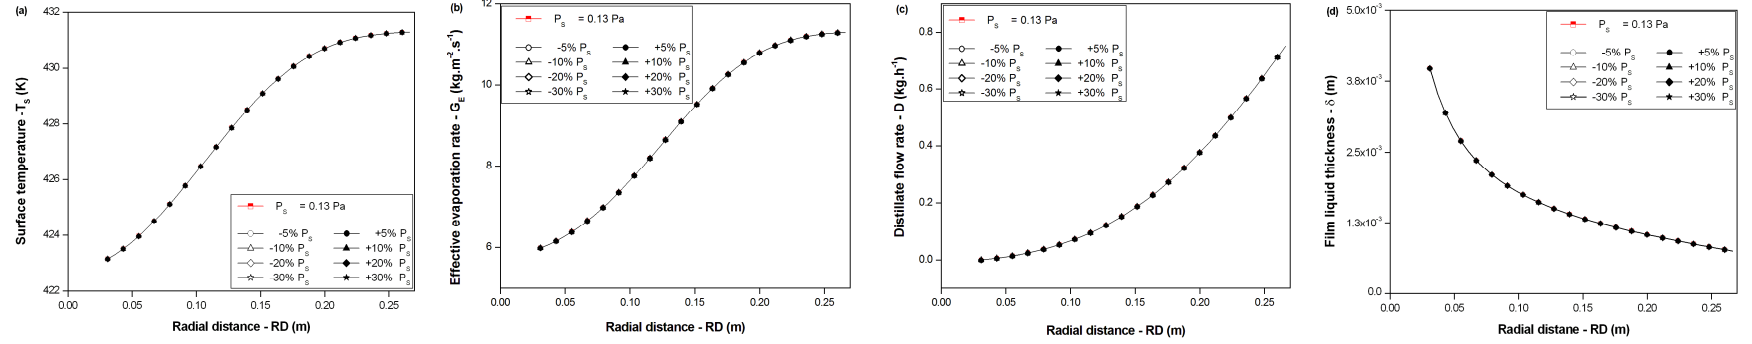 (a)
432
430
428
426
424
422
Surface temperature -T_S (K)
P_S = 0.13 Pa
-5% P_S +5% P_S
-10% P_S +10% P_S
-20% P_S +20% P_S
-30% P_S +30% P_S
0.00 0.05 0.10 0.15 0.20 0.25
Radial distance - RD (m)
(b)
12
10
8
6
Effective evaporation rate - G_E (kg.m⁻².s⁻¹)
P_S = 0.13 Pa
-5% P_S +5% P_S
-10% P_S +10% P_S
-20% P_S +20% P_S
-30% P_S +30% P_S
0.00 0.05 0.10 0.15 0.20 0.25
Radial distance - RD (m)
(c)
0.8
0.6
0.4
0.2
0.0
Distillate flow rate - D (kg.h⁻¹)
P_S = 0.13 Pa
-5% P_S +5% P_S
-10% P_S +10% P_S
-20% P_S +20% P_S
-30% P_S +30% P_S
0.00 0.05 0.10 0.15 0.20 0.25
Radial distance - RD (m)
(d)
5.0x10⁻³
3.8x10⁻³
2.5x10⁻³
1.3x10⁻³
0.0
Film liquid thickness - δ (m)
P_S = 0.13 Pa
-5% P_S +5% P_S
-10% P_S +10% P_S
-20% P_S +20% P_S
-30% P_S +30% P_S
0.00 0.05 0.10 0.15 0.20 0.25
Radial distane - RD (m)